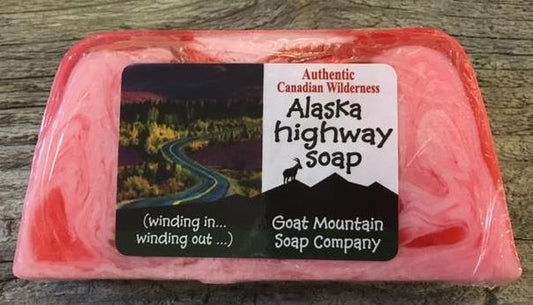 Authentic
Canadian Wilderness
Alaska
highway
soap
(winding in...
winding out ...)
Goat Mountain
Soap Company